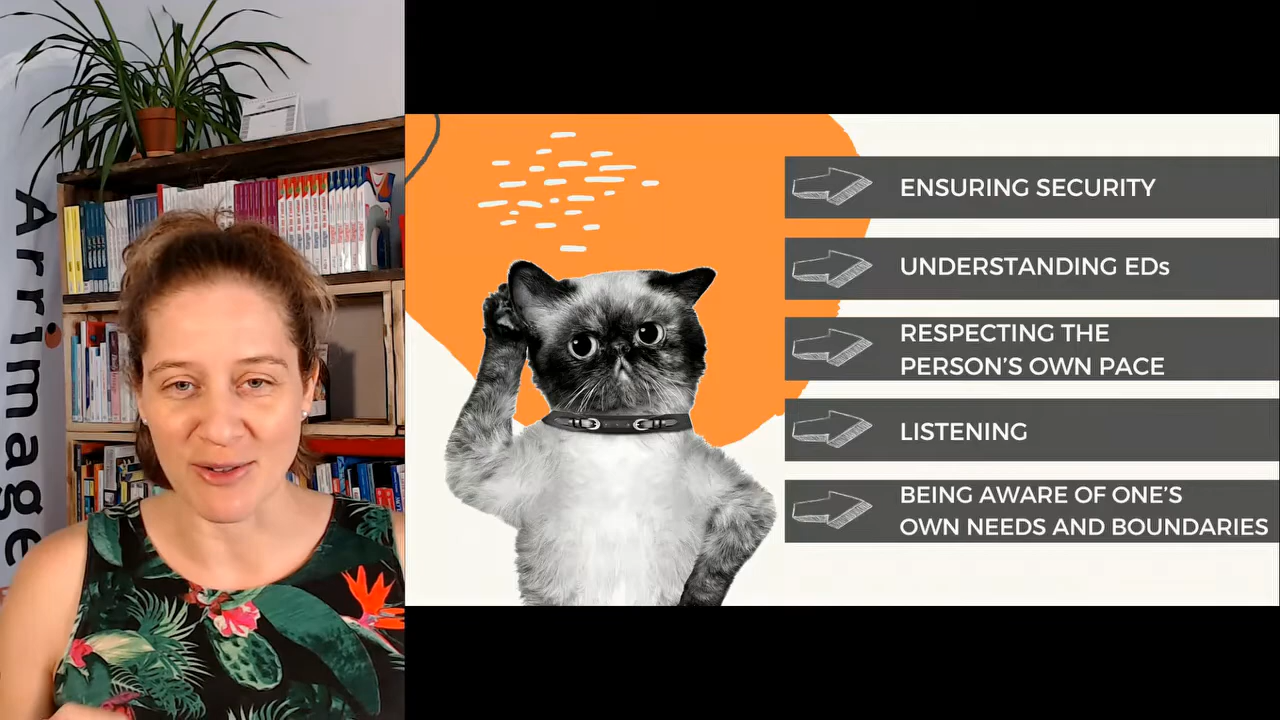 Arrimage
ENSURING SECURITY
UNDERSTANDING EDs
RESPECTING THE
PERSON'S OWN PACE
LISTENING
BEING AWARE OF ONE'S
OWN NEEDS AND BOUNDARIES